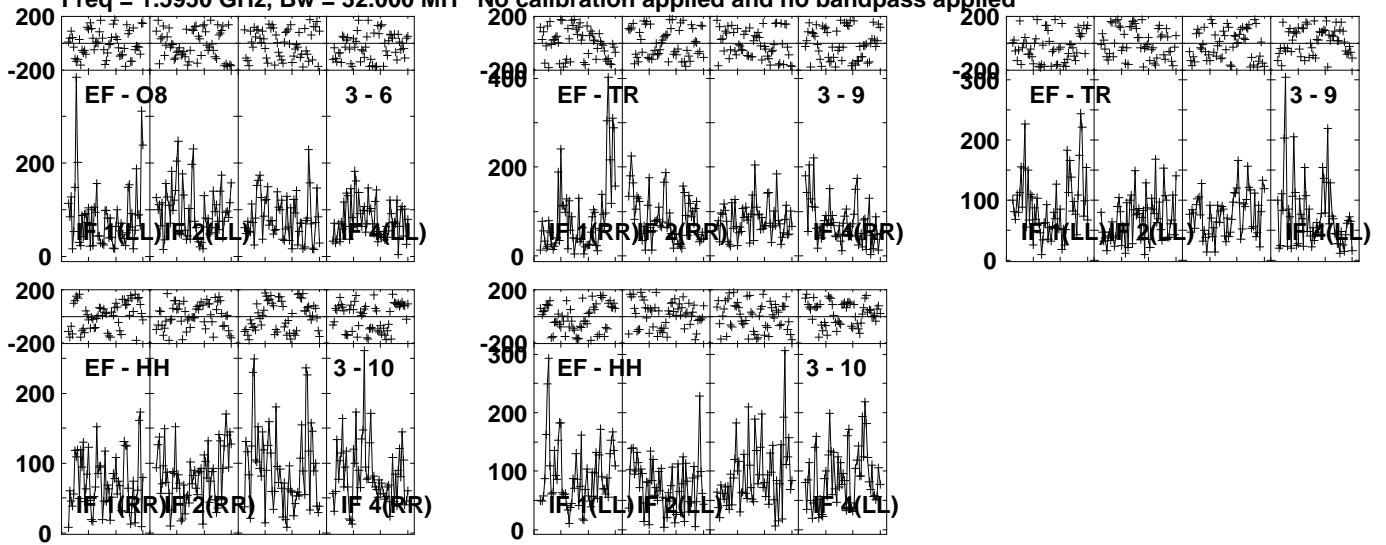 Freq = 1.5950 GHz, Bw = 32.000 MH No calibration applied and no bandpass applied
200
-200
200
0
EF - O8
3 - 6
IF 1(LL)
IF 2(LL)
IF 4(LL)
200
-200
400
200
0
EF - TR
3 - 9
IF 1(RR)
IF 2(RR)
IF 4(RR)
200
-200
300
200
100
0
EF - TR
3 - 9
IF 1(LL)
IF 2(LL)
IF 4(LL)
200
-200
200
100
0
EF - HH
3 - 10
IF 1(RR)
IF 2(RR)
IF 4(RR)
200
-200
300
200
100
0
EF - HH
3 - 10
IF 1(LL)
IF 2(LL)
IF 4(LL)